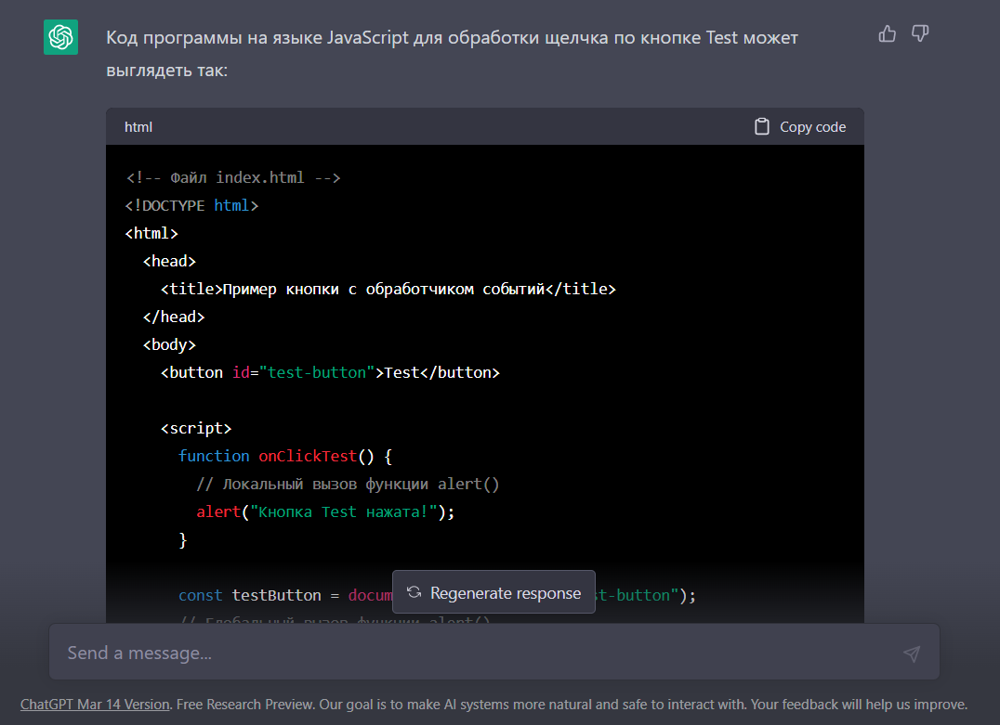 Код программы на языке JavaScript для обработки щелчка по кнопке Test может
выглядеть так:
html
Copy code
<!-- Файл index.html -->
<!DOCTYPE html>
<html>
  <head>
    <title>Пример кнопки с обработчиком событий</title>
  </head>
  <body>
    <button id="test-button">Test</button>
    <script>
      function onClickTest() {
        // Локальный вызов функции alert()
        alert("Кнопка Test нажата!");
      }
      const testButton = docum st-button");
      // Глобальный вызов функции alert()
Regenerate response
Send a message...
ChatGPT Mar 14 Version. Free Research Preview. Our goal is to make AI systems more natural and safe to interact with. Your feedback will help us improve.